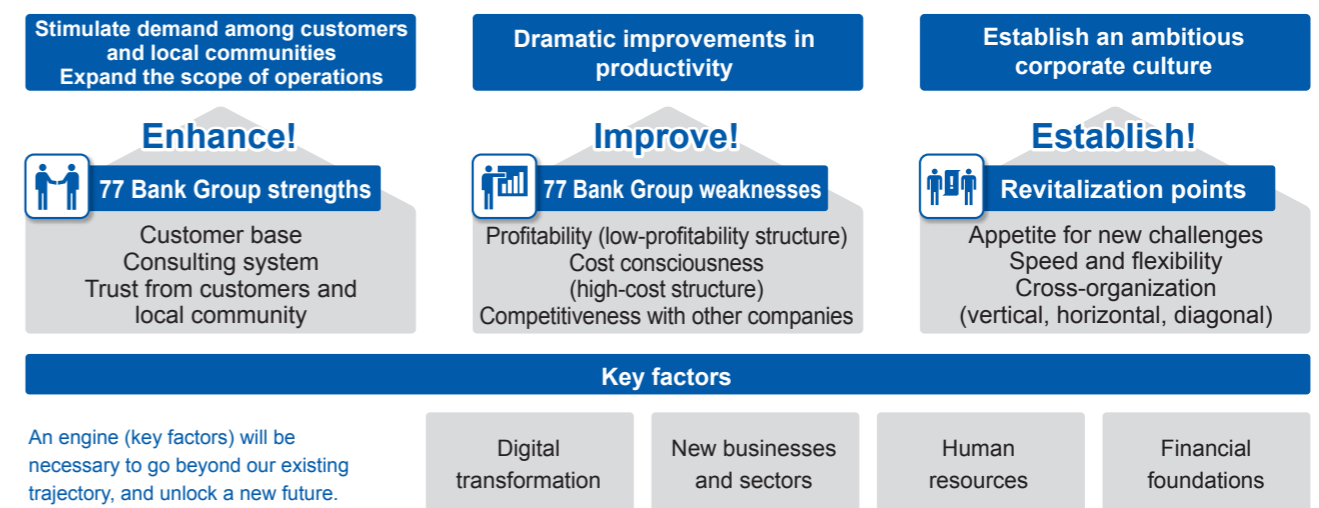 Stimulate demand among customers
and local communities
Expand the scope of operations
Enhance!
77 Bank Group strengths
Customer base
Consulting system
Trust from customers and
local community
Dramatic improvements in
productivity
Improve!
77 Bank Group weaknesses
Profitability (low-profitability structure)
Cost consciousness
(high-cost structure)
Competitiveness with other companies
Establish an ambitious
corporate culture
Establish!
Revitalization points
Appetite for new challenges
Speed and flexibility
Cross-organization
(vertical, horizontal, diagonal)
Key factors
An engine (key factors) will be
necessary to go beyond our existing
trajectory, and unlock a new future.
Digital
transformation
New businesses
and sectors
Human
resources
Financial
foundations